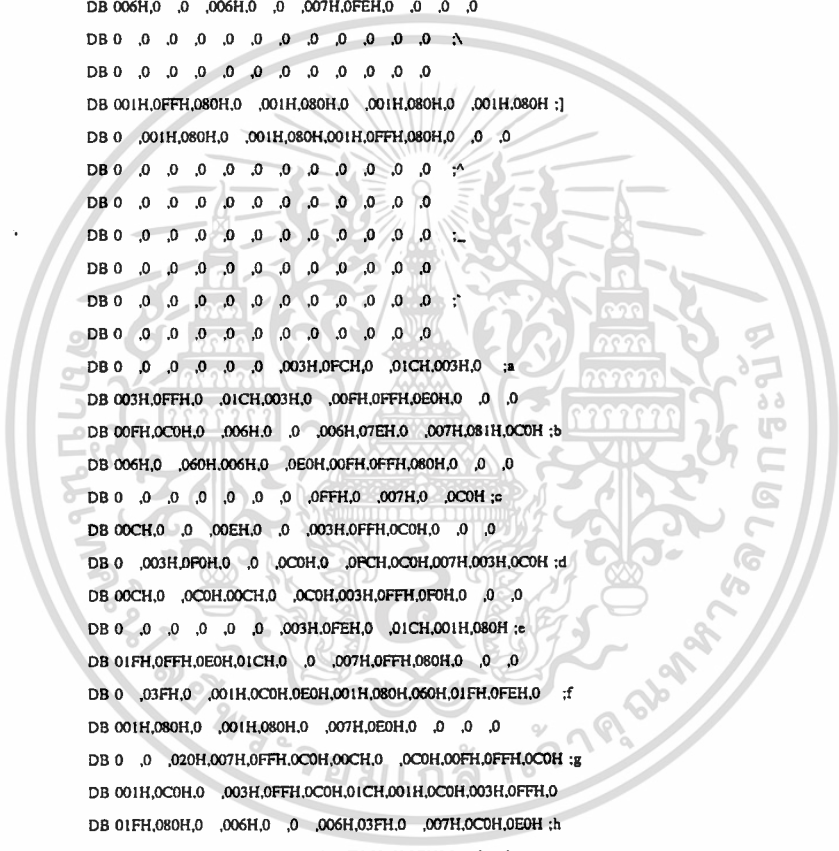 DB 006H,0 ,0 ,006H,0 ,0 ,007H,0FEH,0 ,0 ,0 ,0
DB 0 ,0 ,0 ,0 ,0 ,0 ,0 ,0 ,0 ,0 ,0 ,0 ;\
DB 0 ,0 ,0 ,0 ,0 ,0 ,0 ,0 ,0 ,0 ,0 ,0
DB 001H,0FFH,080H,0 ,001H,080H,0 ,001H,080H,0 ,001H,080H ;]
DB 0 ,001H,080H,0 ,001H,080H,001H,0FFH,080H,0 ,0 ,0
DB 0 ,0 ,0 ,0 ,0 ,0 ,0 ,0 ,0 ,0 ,0 ,0 ;^
DB 0 ,0 ,0 ,0 ,0 ,0 ,0 ,0 ,0 ,0 ,0 ,0
DB 0 ,0 ,0 ,0 ,0 ,0 ,0 ,0 ,0 ,0 ,0 ,0 ;_
DB 0 ,0 ,0 ,0 ,0 ,0 ,0 ,0 ,0 ,0 ,0 ,0
DB 0 ,0 ,0 ,0 ,0 ,0 ,0 ,0 ,0 ,0 ,0 ,0 ;`
DB 0 ,0 ,0 ,0 ,0 ,0 ,0 ,0 ,0 ,0 ,0 ,0
DB 0 ,0 ,0 ,0 ,0 ,0 ,003H,0FCH,0 ,01CH,003H,0 ;a
DB 003H,0FFH,0 ,01CH,003H,0 ,00FH,0FFH,0E0H,0 ,0 ,0
DB 00FH,0C0H,0 ,006H,0 ,0 ,006H,07EH,0 ,007H,081H,0C0H ;b
DB 006H,0 ,060H,006H,0 ,0E0H,00FH,0FFH,080H,0 ,0 ,0
DB 0 ,0 ,0 ,0 ,0 ,0 ,0 ,0FFH,0 ,007H,0 ,0C0H ;c
DB 00CH,0 ,0 ,00EH,0 ,0 ,003H,0FFH,0C0H,0 ,0 ,0
DB 0 ,003H,0F0H,0 ,0 ,0C0H,0 ,0FCH,0C0H,007H,003H,0C0H ;d
DB 00CH,0 ,0C0H,00CH,0 ,0C0H,003H,0FFH,0F0H,0 ,0 ,0
DB 0 ,0 ,0 ,0 ,0 ,0 ,003H,0FEH,0 ,01CH,001H,080H ;e
DB 01FH,0FFH,0E0H,01CH,0 ,0 ,007H,0FFH,080H,0 ,0 ,0
DB 0 ,03FH,0 ,001H,0C0H,0E0H,001H,080H,060H,01FH,0FEH,0 ;f
DB 001H,080H,0 ,001H,080H,0 ,007H,0E0H,0 ,0 ,0 ,0
DB 0 ,0 ,020H,007H,0FFH,0C0H,00CH,0 ,0C0H,00FH,0FFH,0C0H ;g
DB 001H,0C0H,0 ,003H,0FFH,0C0H,01CH,001H,0C0H,003H,0FFH,0
DB 01FH,080H,0 ,006H,0 ,0 ,006H,03FH,0 ,007H,0C0H,0E0H ;h